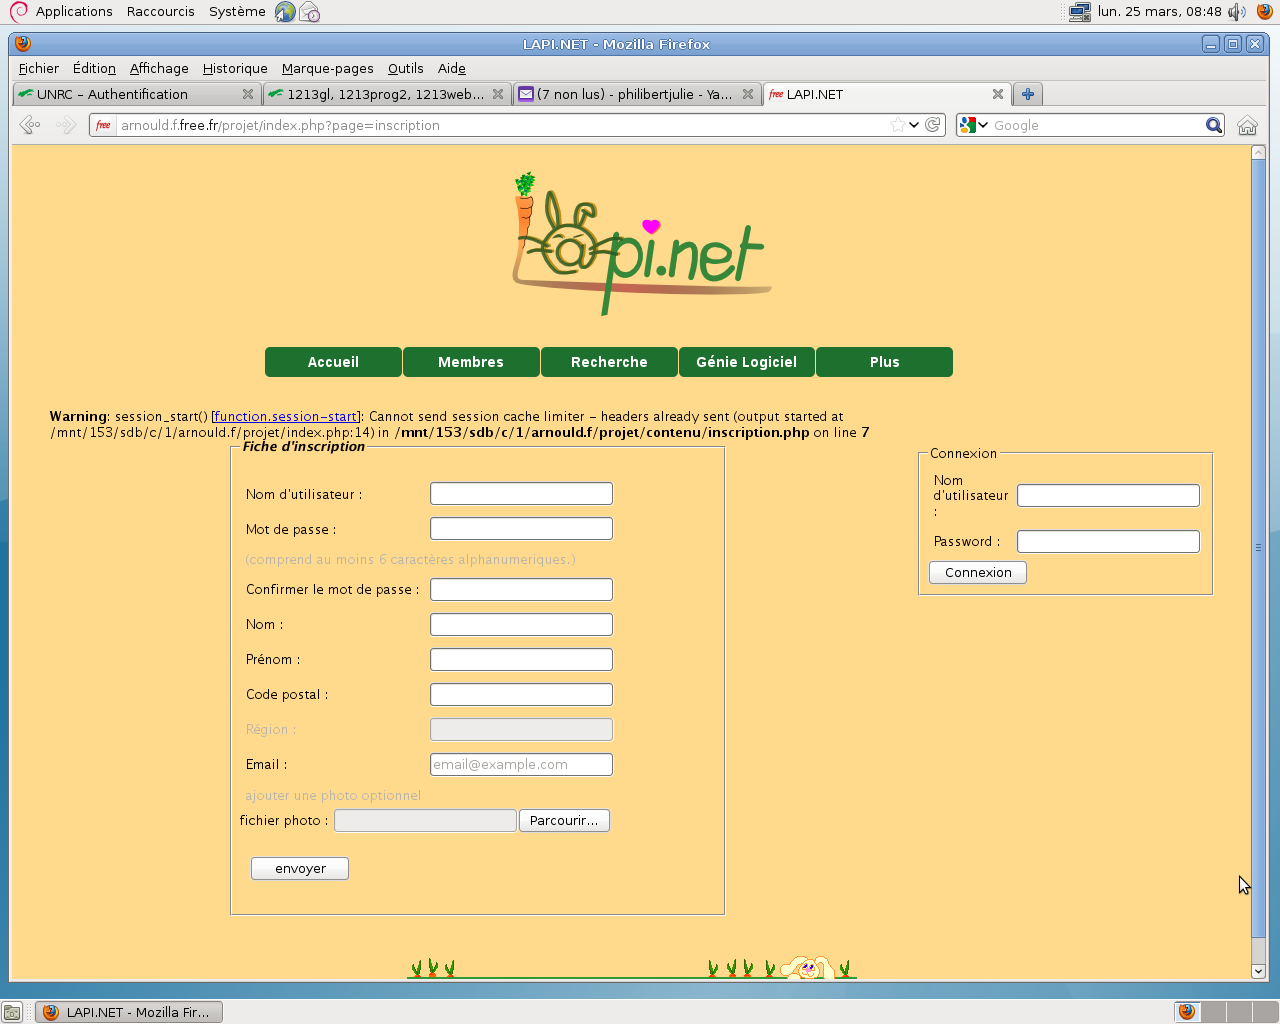 Applications Raccourcis Système lun. 25 mars, 08:48
LAPI.NET - Mozilla Firefox
Fichier Édition Affichage Historique Marque-pages Outils Aide
UNRC – Authentification 1213gl, 1213prog2, 1213web... (7 non lus) - philibertjulie - Ya... free LAPI.NET
free arnould.f.free.fr/projet/index.php?page=inscription Google
L@pi.net
Accueil Membres Recherche Génie Logiciel Plus
Warning: session_start() [function.session-start]: Cannot send session cache limiter - headers already sent (output started at
/mnt/153/sdb/c/1/arnould.f/projet/index.php:14) in /mnt/153/sdb/c/1/arnould.f/projet/contenu/inscription.php on line 7
Fiche d'inscription
Nom d'utilisateur :
Mot de passe :
(comprend au moins 6 caractères alphanumeriques.)
Confirmer le mot de passe :
Nom :
Prénom :
Code postal :
Région :
Email : email@example.com
ajouter une photo optionnel
fichier photo : Parcourir...
envoyer
Connexion
Nom
d'utilisateur
:
Password :
Connexion
LAPI.NET - Mozilla Fir...